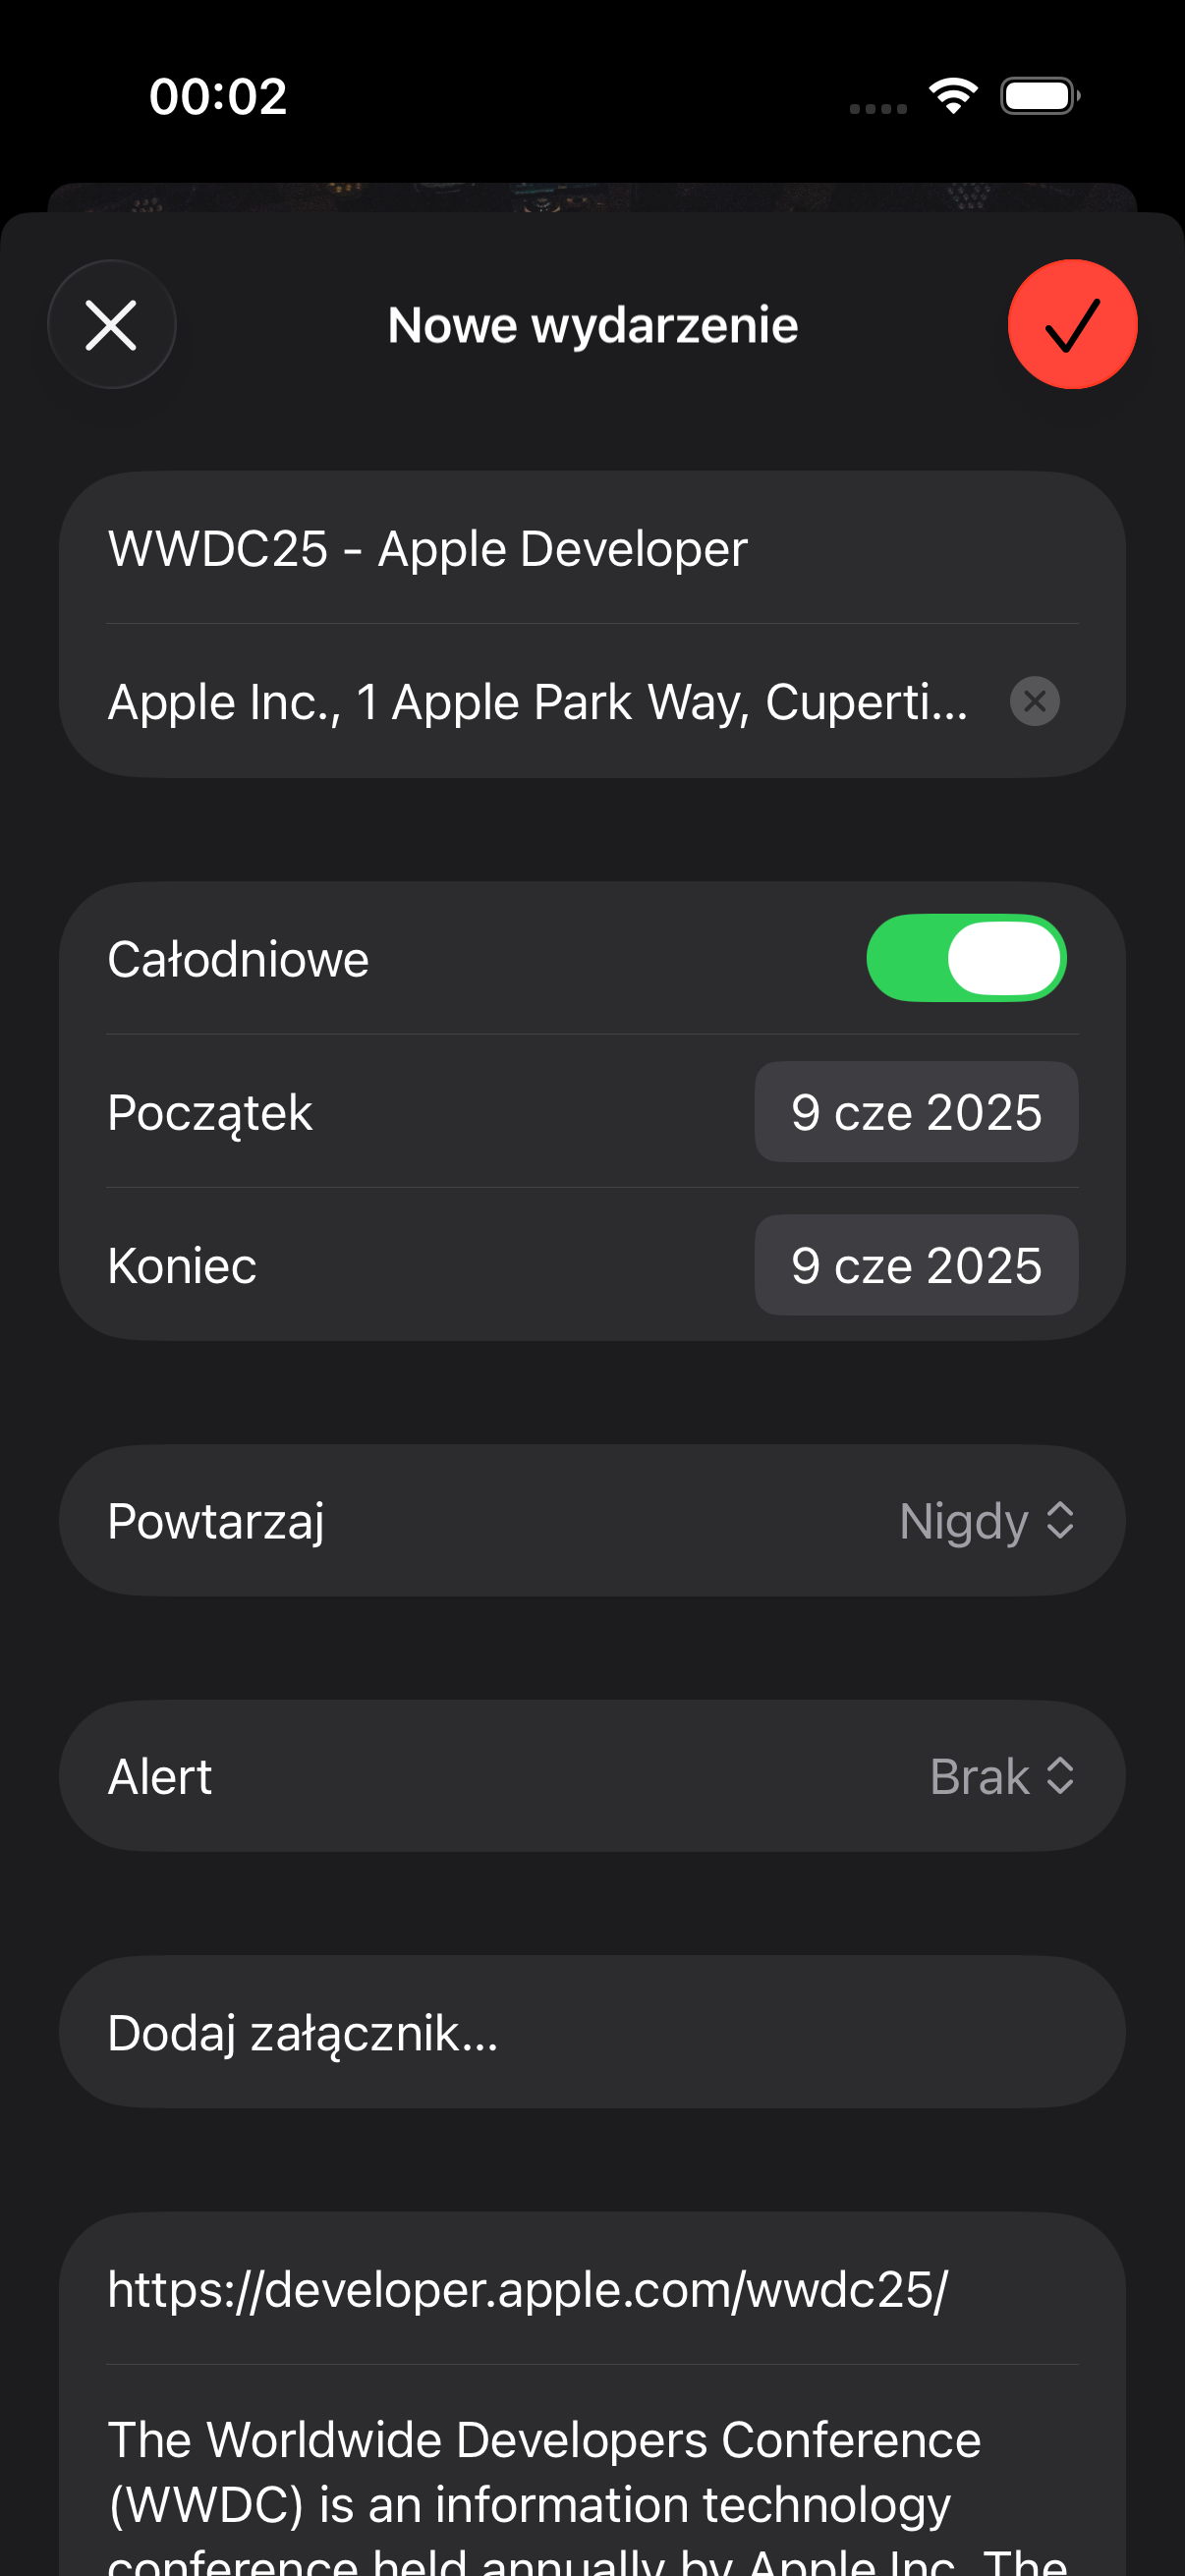 00:02
Nowe wydarzenie
WWDC25 - Apple Developer
Apple Inc., 1 Apple Park Way, Cuperti...
Całodniowe
Początek 9 cze 2025
Koniec 9 cze 2025
Powtarzaj Nigdy
Alert Brak
Dodaj załącznik...
https://developer.apple.com/wwdc25/
The Worldwide Developers Conference
(WWDC) is an information technology
conference held annually by Apple Inc. The